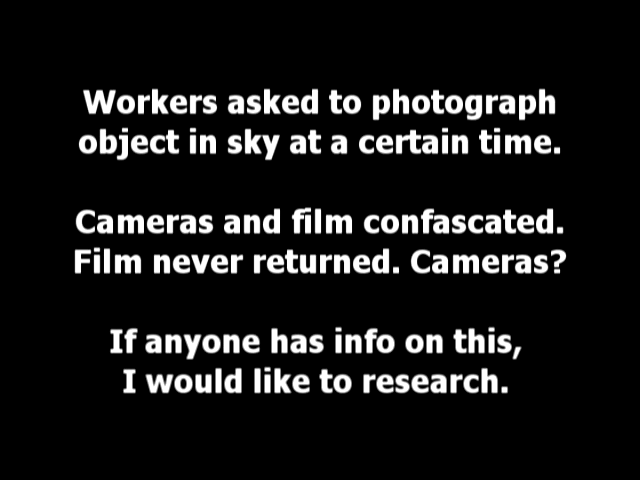 Workers asked to photograph
object in sky at a certain time.
Cameras and film confascated.
Film never returned. Cameras?
If anyone has info on this,
I would like to research.